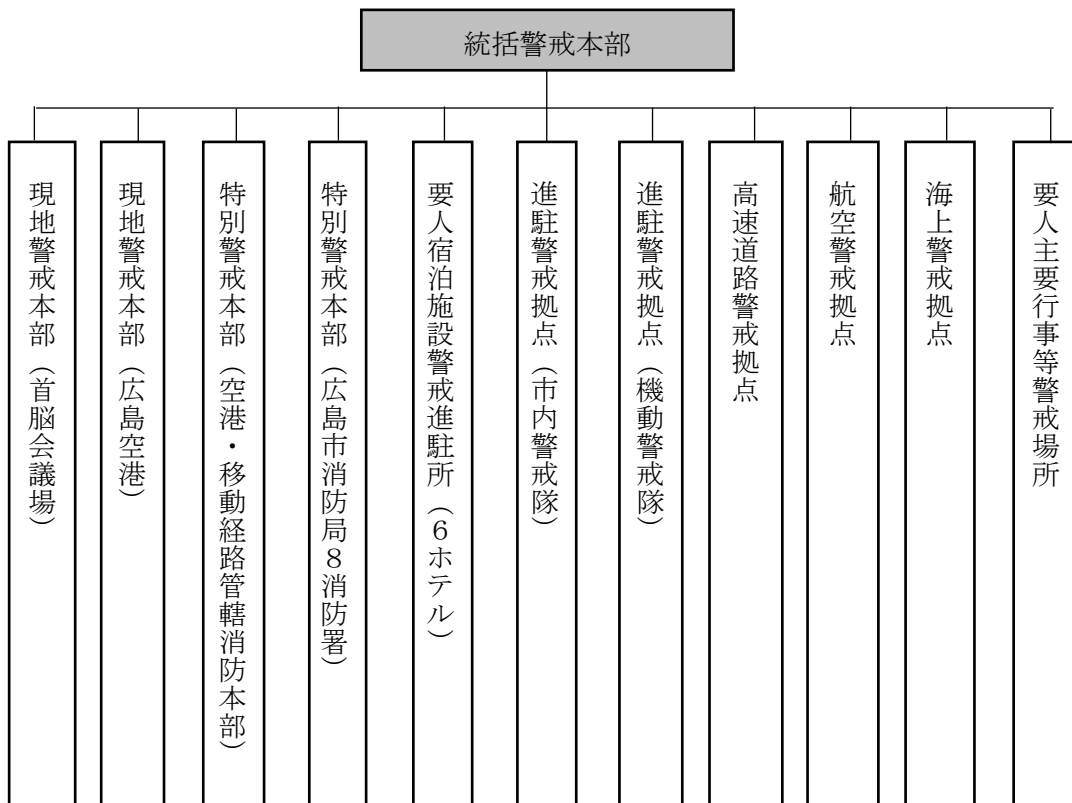 統括警戒本部
現地警戒本部（首脳会議場）
現地警戒本部（広島空港）
特別警戒本部（空港・移動経路管轄消防本部）
特別警戒本部（広島市消防局８消防署）
要人宿泊施設警戒進駐所（６ホテル）
進駐警戒拠点（市内警戒隊）
進駐警戒拠点（機動警戒隊）
高速道路警戒拠点
航空警戒拠点
海上警戒拠点
要人主要行事等警戒場所